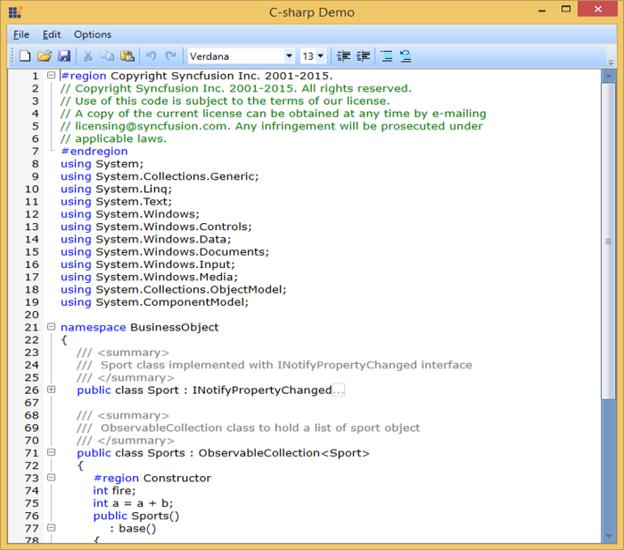 C-sharp Demo
File Edit Options
Verdana 13
1 #region Copyright Syncfusion Inc. 2001-2015.
2 // Copyright Syncfusion Inc. 2001-2015. All rights reserved.
3 // Use of this code is subject to the terms of our license.
4 // A copy of the current license can be obtained at any time by e-mailing
5 // licensing@syncfusion.com. Any infringement will be prosecuted under
6 // applicable laws.
7 #endregion
8 using System;
9 using System.Collections.Generic;
10 using System.Linq;
11 using System.Text;
12 using System.Windows;
13 using System.Windows.Controls;
14 using System.Windows.Data;
15 using System.Windows.Documents;
16 using System.Windows.Input;
17 using System.Windows.Media;
18 using System.Collections.ObjectModel;
19 using System.ComponentModel;
20
21 namespace BusinessObject
22 {
23 /// <summary>
24 /// Sport class implemented with INotifyPropertyChanged interface
25 /// </summary>
26 public class Sport : INotifyPropertyChanged...
67
68 /// <summary>
69 /// ObservableCollection class to hold a list of sport object
70 /// </summary>
71 public class Sports : ObservableCollection<Sport>
72 {
73 #region Constructor
74 int fire;
75 int a = a + b;
76 public Sports()
77 : base()
78 {